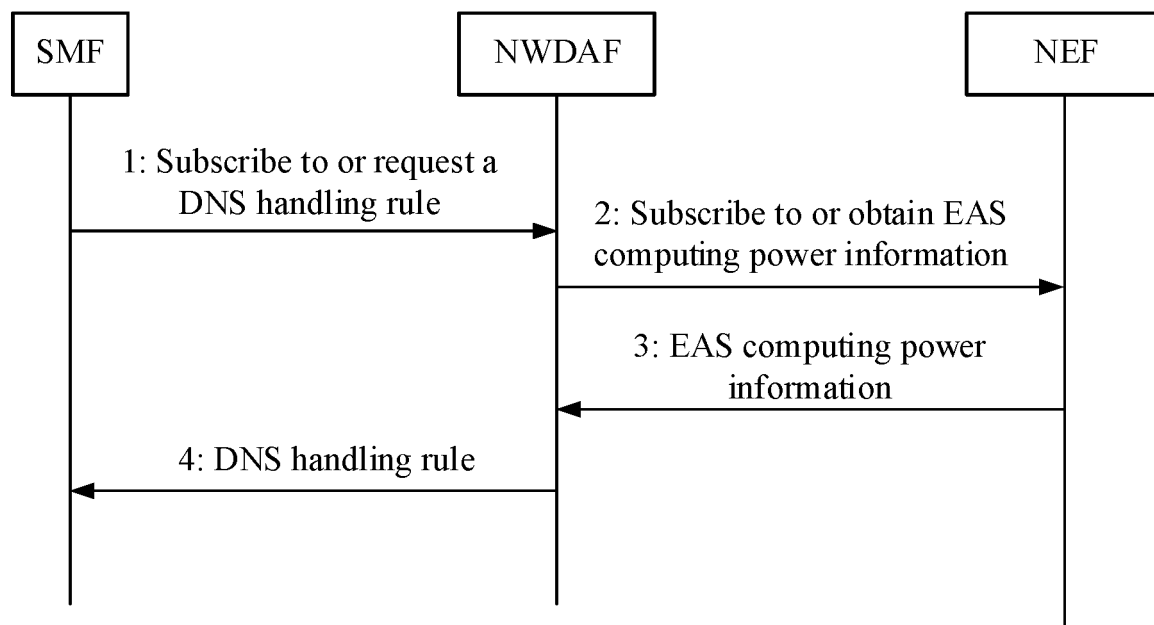 SMF
NWDAF
NEF
1: Subscribe to or request a
DNS handling rule
2: Subscribe to or obtain EAS
computing power information
3: EAS computing power
information
4: DNS handling rule